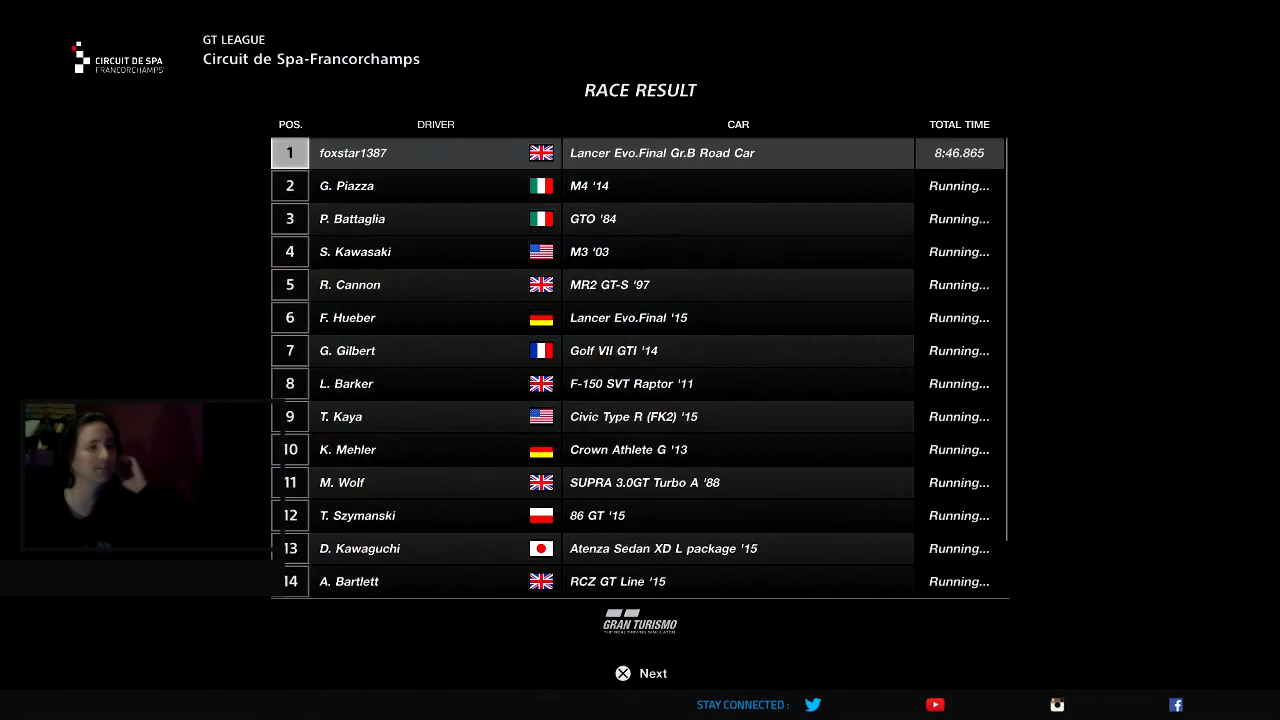 GT LEAGUE
Circuit de Spa-Francorchamps
CIRCUIT DE SPA
FRANCORCHAMPS
RACE RESULT
POS. DRIVER CAR TOTAL TIME
1 foxstar1387 Lancer Evo.Final Gr.B Road Car 8:46.865
2 G. Piazza M4 '14 Running...
3 P. Battaglia GTO '84 Running...
4 S. Kawasaki M3 '03 Running...
5 R. Cannon MR2 GT-S '97 Running...
6 F. Hueber Lancer Evo.Final '15 Running...
7 G. Gilbert Golf VII GTI '14 Running...
8 L. Barker F-150 SVT Raptor '11 Running...
9 T. Kaya Civic Type R (FK2) '15 Running...
10 K. Mehler Crown Athlete G '13 Running...
11 M. Wolf SUPRA 3.0GT Turbo A '88 Running...
12 T. Szymanski 86 GT '15 Running...
13 D. Kawaguchi Atenza Sedan XD L package '15 Running...
14 A. Bartlett RCZ GT Line '15 Running...
GRAN TURISMO
THE REAL DRIVING SIMULATOR
Next
STAY CONNECTED :